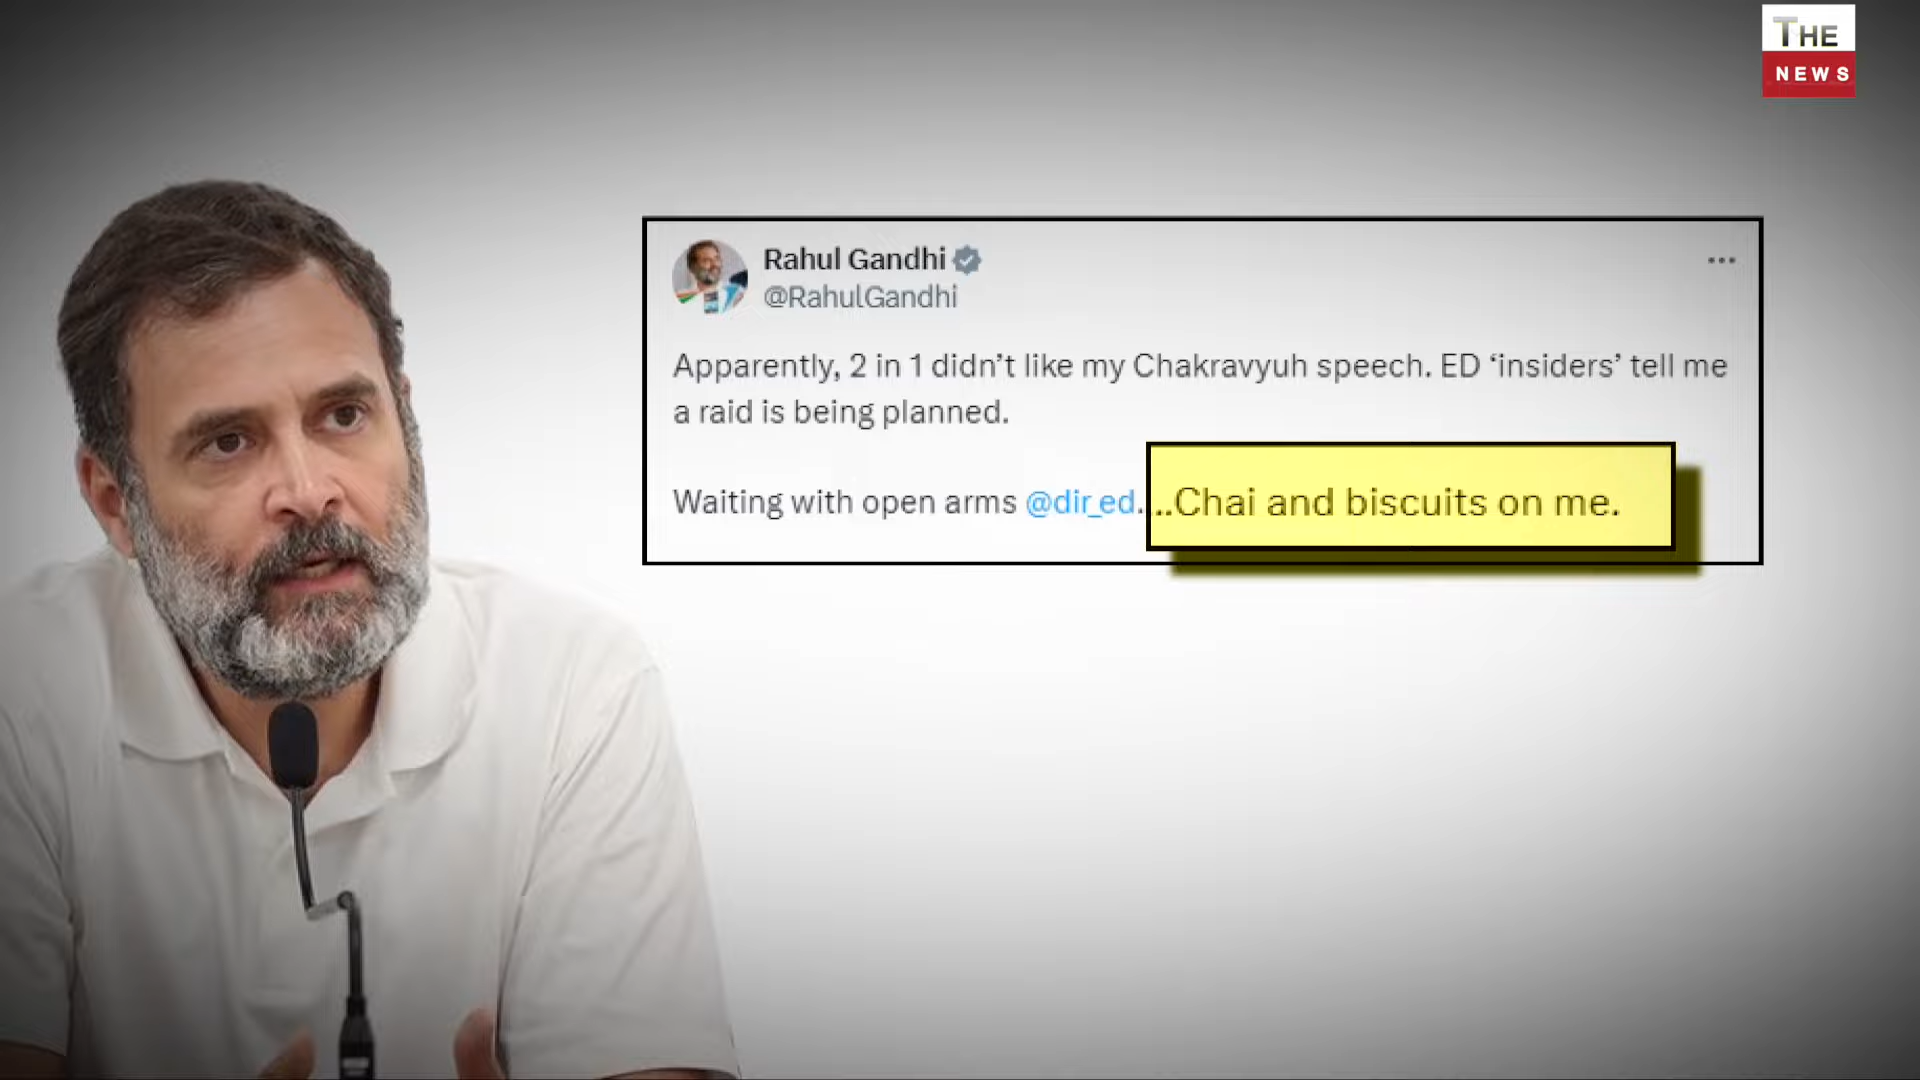 THE
NEWS
Rahul Gandhi
@RahulGandhi
Apparently, 2 in 1 didn’t like my Chakravyuh speech. ED ‘insiders’ tell me
a raid is being planned.
Waiting with open arms @dir_ed.…..Chai and biscuits on me.